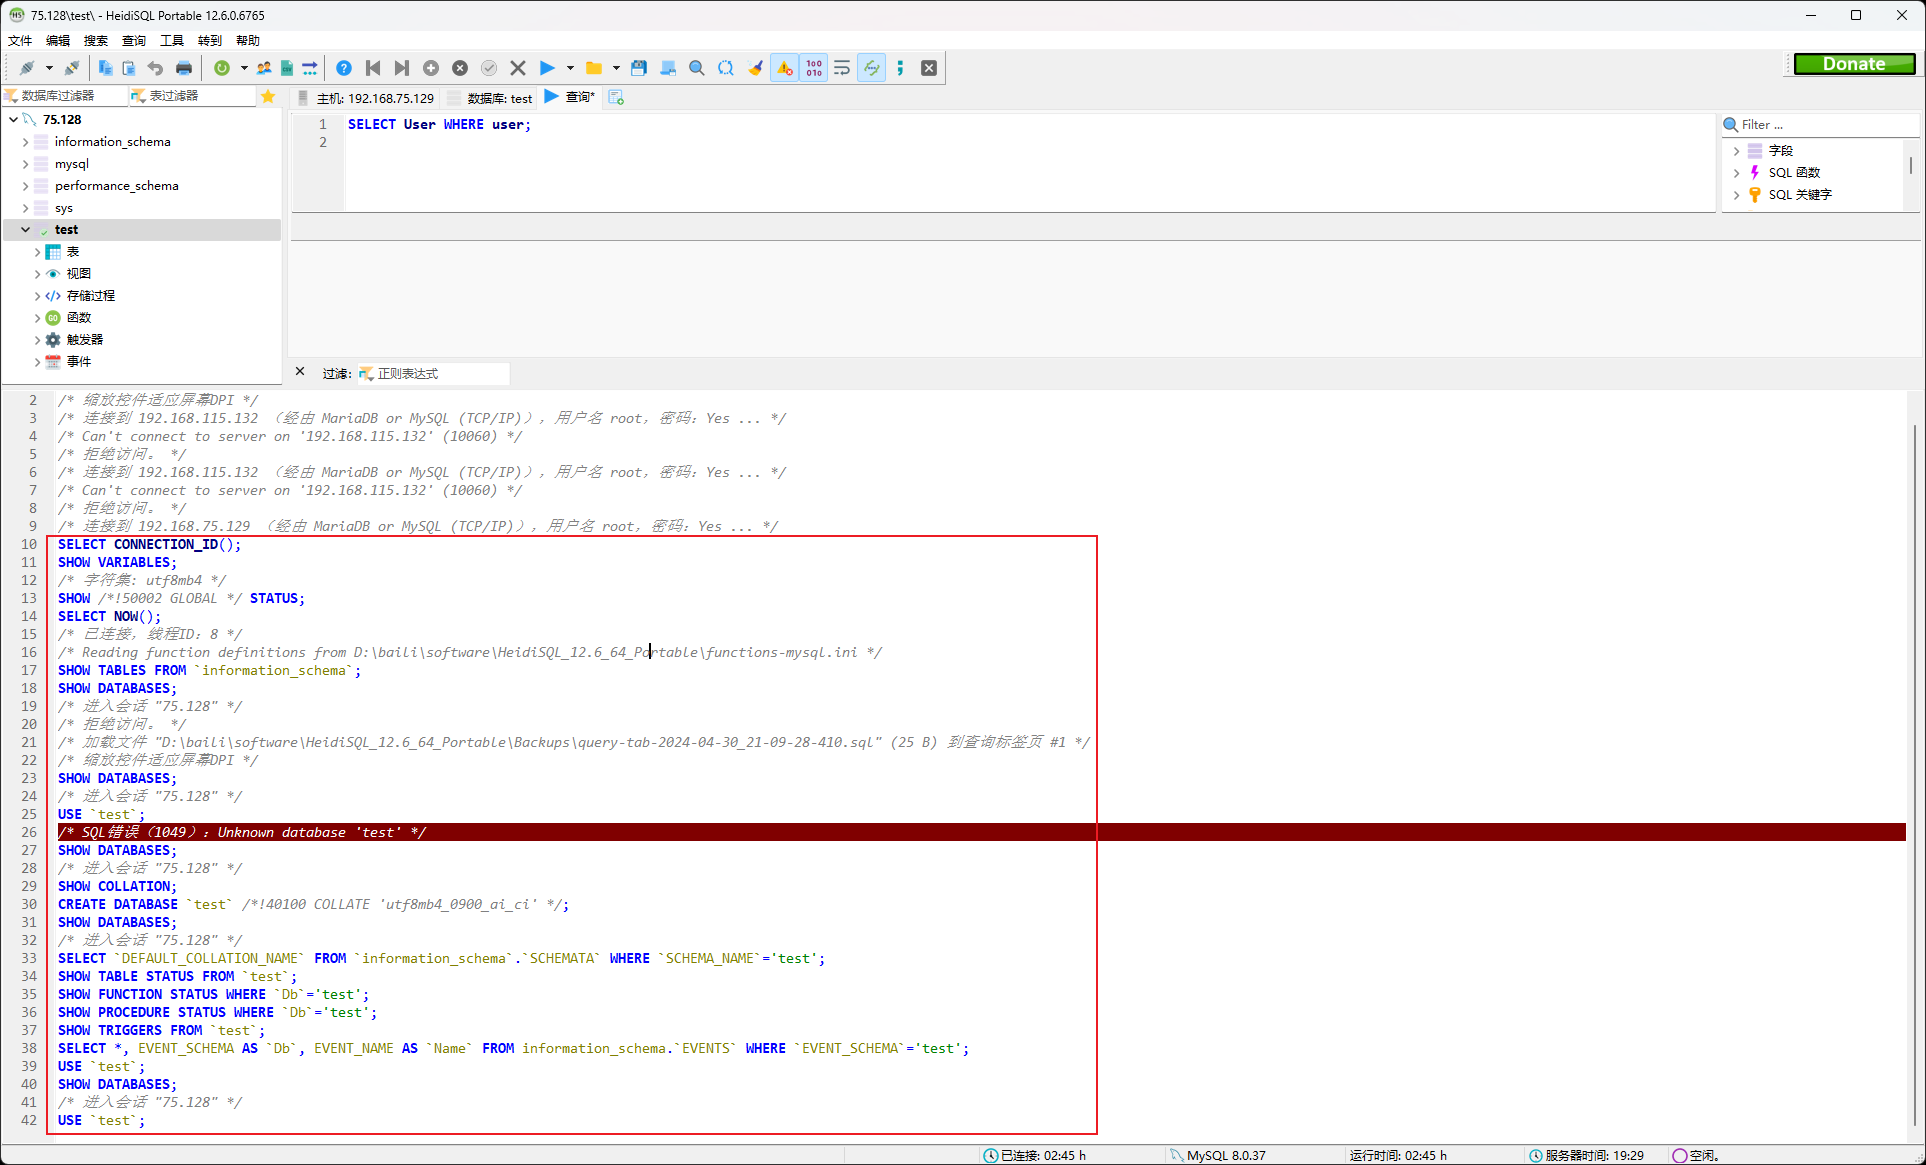 75.128\test\ - HeidiSQL Portable 12.6.0.6765
文件 编辑 搜索 查询 工具 转到 帮助
Donate
数据库过滤器 表过滤器 主机: 192.168.75.129 数据库: test 查询*
75.128
information_schema
mysql
performance_schema
sys
test
表
视图
存储过程
函数
触发器
事件
1 SELECT User WHERE user;
2
Filter ...
字段
SQL 函数
SQL 关键字
过滤: 正则表达式
2 /* 缩放控件适应屏幕DPI */
3 /* 连接到 192.168.115.132 （经由 MariaDB or MySQL (TCP/IP)），用户名 root，密码：Yes ... */
4 /* Can't connect to server on '192.168.115.132' (10060) */
5 /* 拒绝访问。 */
6 /* 连接到 192.168.115.132 （经由 MariaDB or MySQL (TCP/IP)），用户名 root，密码：Yes ... */
7 /* Can't connect to server on '192.168.115.132' (10060) */
8 /* 拒绝访问。 */
9 /* 连接到 192.168.75.129 （经由 MariaDB or MySQL (TCP/IP)），用户名 root，密码：Yes ... */
10 SELECT CONNECTION_ID();
11 SHOW VARIABLES;
12 /* 字符集: utf8mb4 */
13 SHOW /*!50002 GLOBAL */ STATUS;
14 SELECT NOW();
15 /* 已连接，线程ID：8 */
16 /* Reading function definitions from D:\baili\software\HeidiSQL_12.6_64_Portable\functions-mysql.ini */
17 SHOW TABLES FROM `information_schema`;
18 SHOW DATABASES;
19 /* 进入会话 "75.128" */
20 /* 拒绝访问。 */
21 /* 加载文件 "D:\baili\software\HeidiSQL_12.6_64_Portable\Backups\query-tab-2024-04-30_21-09-28-410.sql" (25 B) 到查询标签页 #1 */
22 /* 缩放控件适应屏幕DPI */
23 SHOW DATABASES;
24 /* 进入会话 "75.128" */
25 USE `test`;
26 /* SQL错误（1049）：Unknown database 'test' */
27 SHOW DATABASES;
28 /* 进入会话 "75.128" */
29 SHOW COLLATION;
30 CREATE DATABASE `test` /*!40100 COLLATE 'utf8mb4_0900_ai_ci' */;
31 SHOW DATABASES;
32 /* 进入会话 "75.128" */
33 SELECT `DEFAULT_COLLATION_NAME` FROM `information_schema`.`SCHEMATA` WHERE `SCHEMA_NAME`='test';
34 SHOW TABLE STATUS FROM `test`;
35 SHOW FUNCTION STATUS WHERE `Db`='test';
36 SHOW PROCEDURE STATUS WHERE `Db`='test';
37 SHOW TRIGGERS FROM `test`;
38 SELECT *, EVENT_SCHEMA AS `Db`, EVENT_NAME AS `Name` FROM information_schema.`EVENTS` WHERE `EVENT_SCHEMA`='test';
39 USE `test`;
40 SHOW DATABASES;
41 /* 进入会话 "75.128" */
42 USE `test`;
已连接: 02:45 h MySQL 8.0.37 运行时间: 02:45 h 服务器时间: 19:29 空闲。